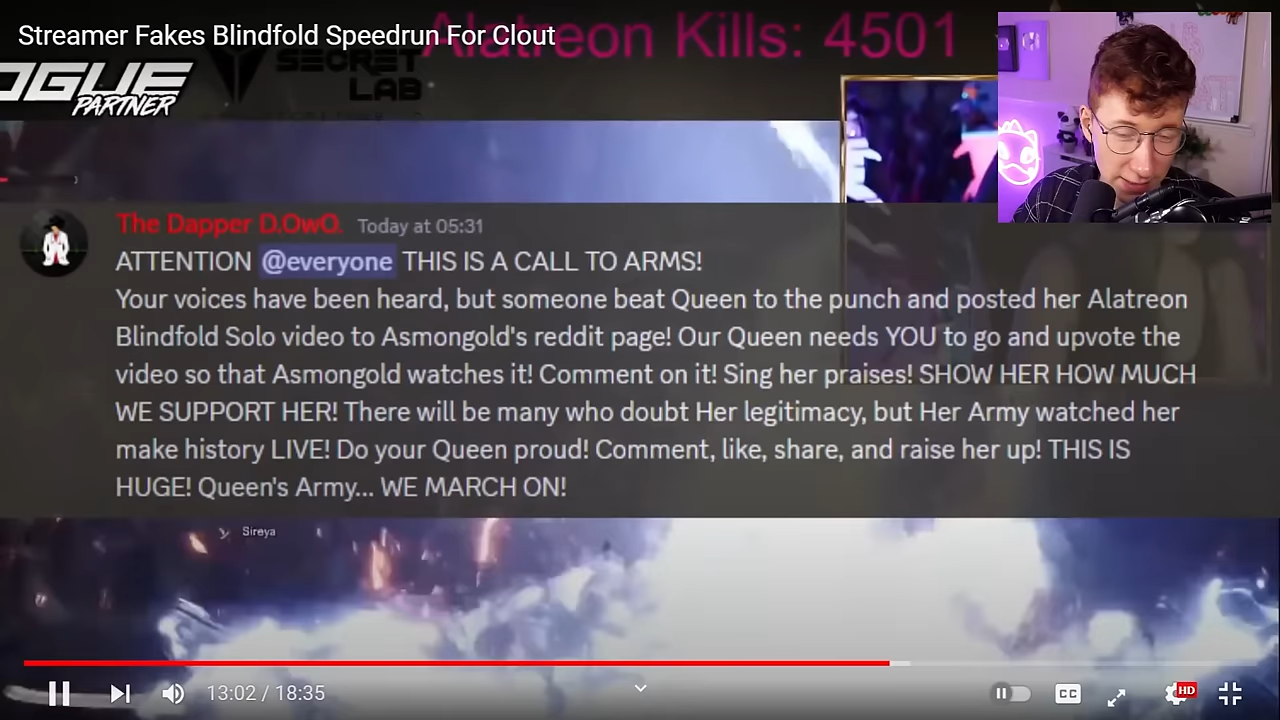 Streamer Fakes Blindfold Speedrun For Clout
Alatreon Kills: 4501
OGUE
PARTNER
SECRET
LAB
The Dapper D.OwO. Today at 05:31
ATTENTION @everyone THIS IS A CALL TO ARMS!
Your voices have been heard, but someone beat Queen to the punch and posted her Alatreon
Blindfold Solo video to Asmongold's reddit page! Our Queen needs YOU to go and upvote the
video so that Asmongold watches it! Comment on it! Sing her praises! SHOW HER HOW MUCH
WE SUPPORT HER! There will be many who doubt Her legitimacy, but Her Army watched her
make history LIVE! Do your Queen proud! Comment, like, share, and raise her up! THIS IS
HUGE! Queen's Army... WE MARCH ON!
Sireya
13:02 / 18:35
CC
HD